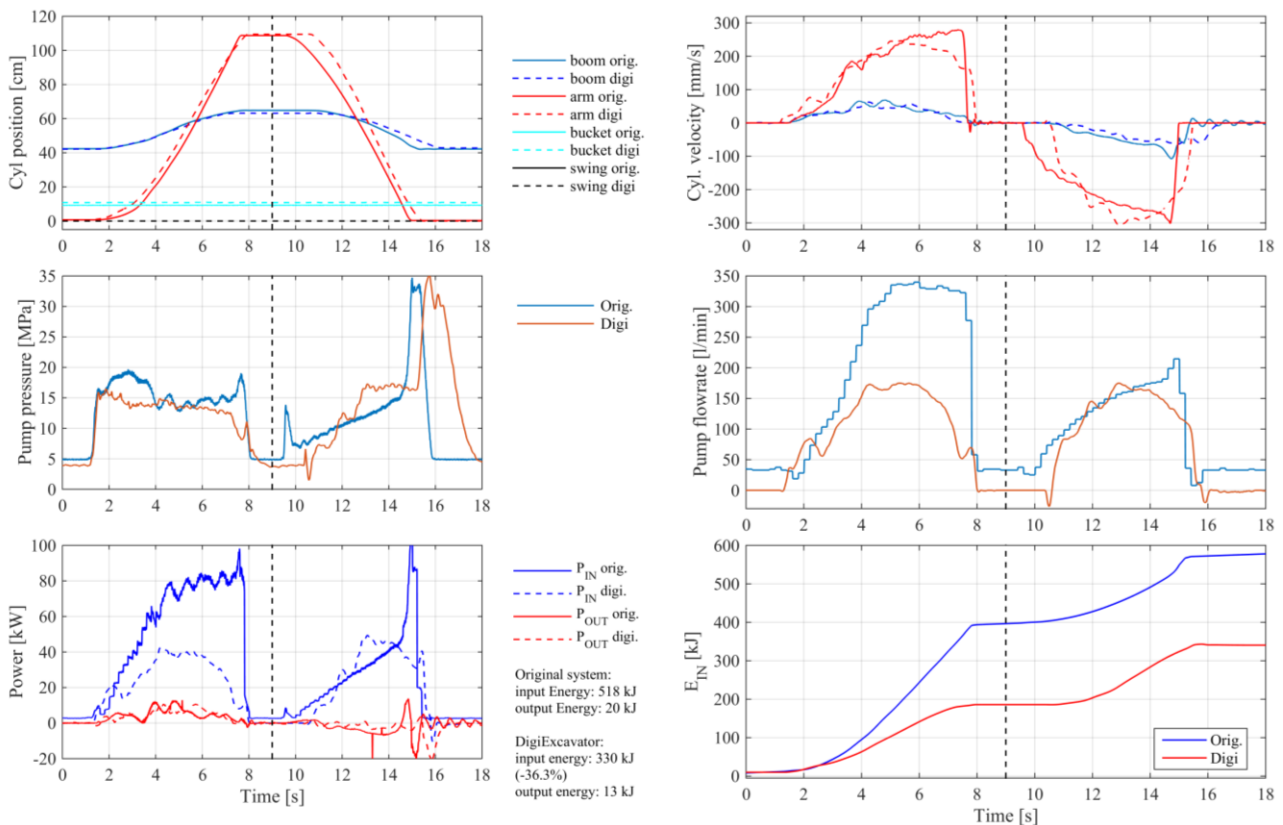 Cyl position [cm]
120
100
80
60
40
20
0
0 2 4 6 8 10 12 14 16 18
boom orig.
boom digi
arm orig.
arm digi
bucket orig.
bucket digi
swing orig.
swing digi
Cyl. velocity [mm/s]
300
200
100
0
-100
-200
-300
0 2 4 6 8 10 12 14 16 18
Pump pressure [MPa]
35
30
25
20
15
10
5
0
0 2 4 6 8 10 12 14 16 18
Orig.
Digi
Pump flowrate [l/min]
350
300
250
200
150
100
50
0
0 2 4 6 8 10 12 14 16 18
Power [kW]
100
80
60
40
20
0
-20
0 2 4 6 8 10 12 14 16 18
Time [s]
P_IN orig.
P_IN digi.
P_OUT orig.
P_OUT digi.
Original system:
input Energy: 518 kJ
output Energy: 20 kJ
DigiExcavator:
input energy: 330 kJ
(-36.3%)
output energy: 13 kJ
E_IN [kJ]
600
500
400
300
200
100
0
0 2 4 6 8 10 12 14 16 18
Time [s]
Orig.
Digi